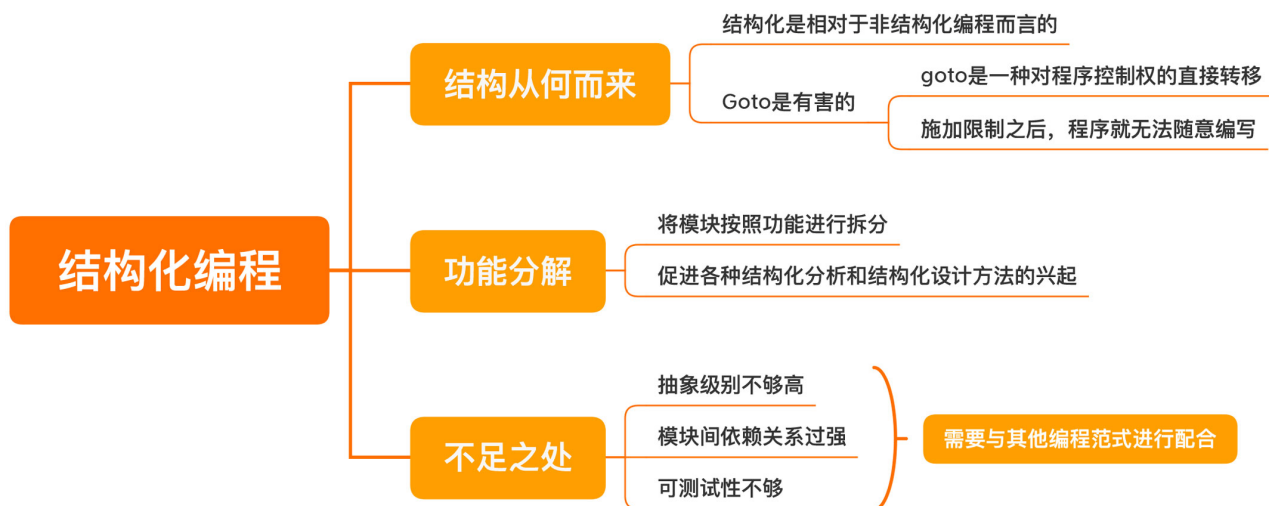 结构化编程
结构从何而来
结构化是相对于非结构化编程而言的
Goto是有害的
goto是一种对程序控制权的直接转移
施加限制之后，程序就无法随意编写
功能分解
将模块按照功能进行拆分
促进各种结构化分析和结构化设计方法的兴起
不足之处
抽象级别不够高
模块间依赖关系过强
可测试性不够
需要与其他编程范式进行配合